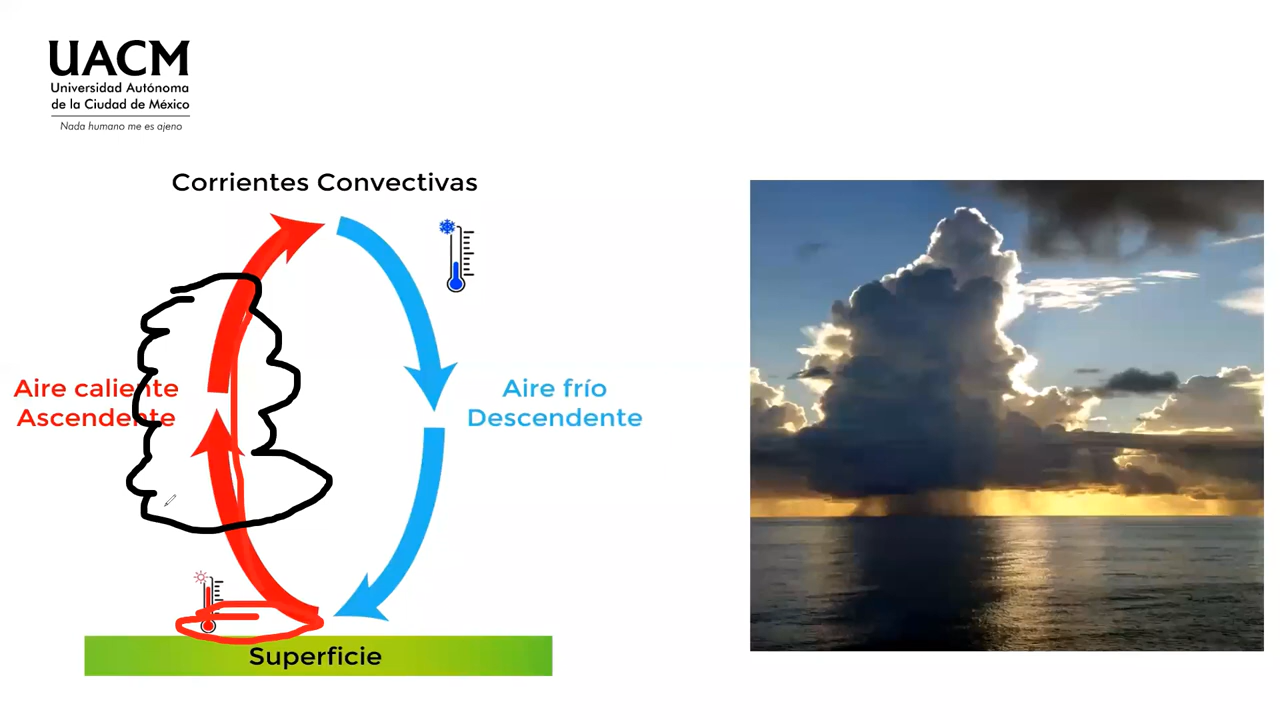 UACM
Universidad Autónoma
de la Ciudad de México
Nada humano me es ajeno
Corrientes Convectivas
Aire caliente
Ascendente
Aire frío
Descendente
Superficie